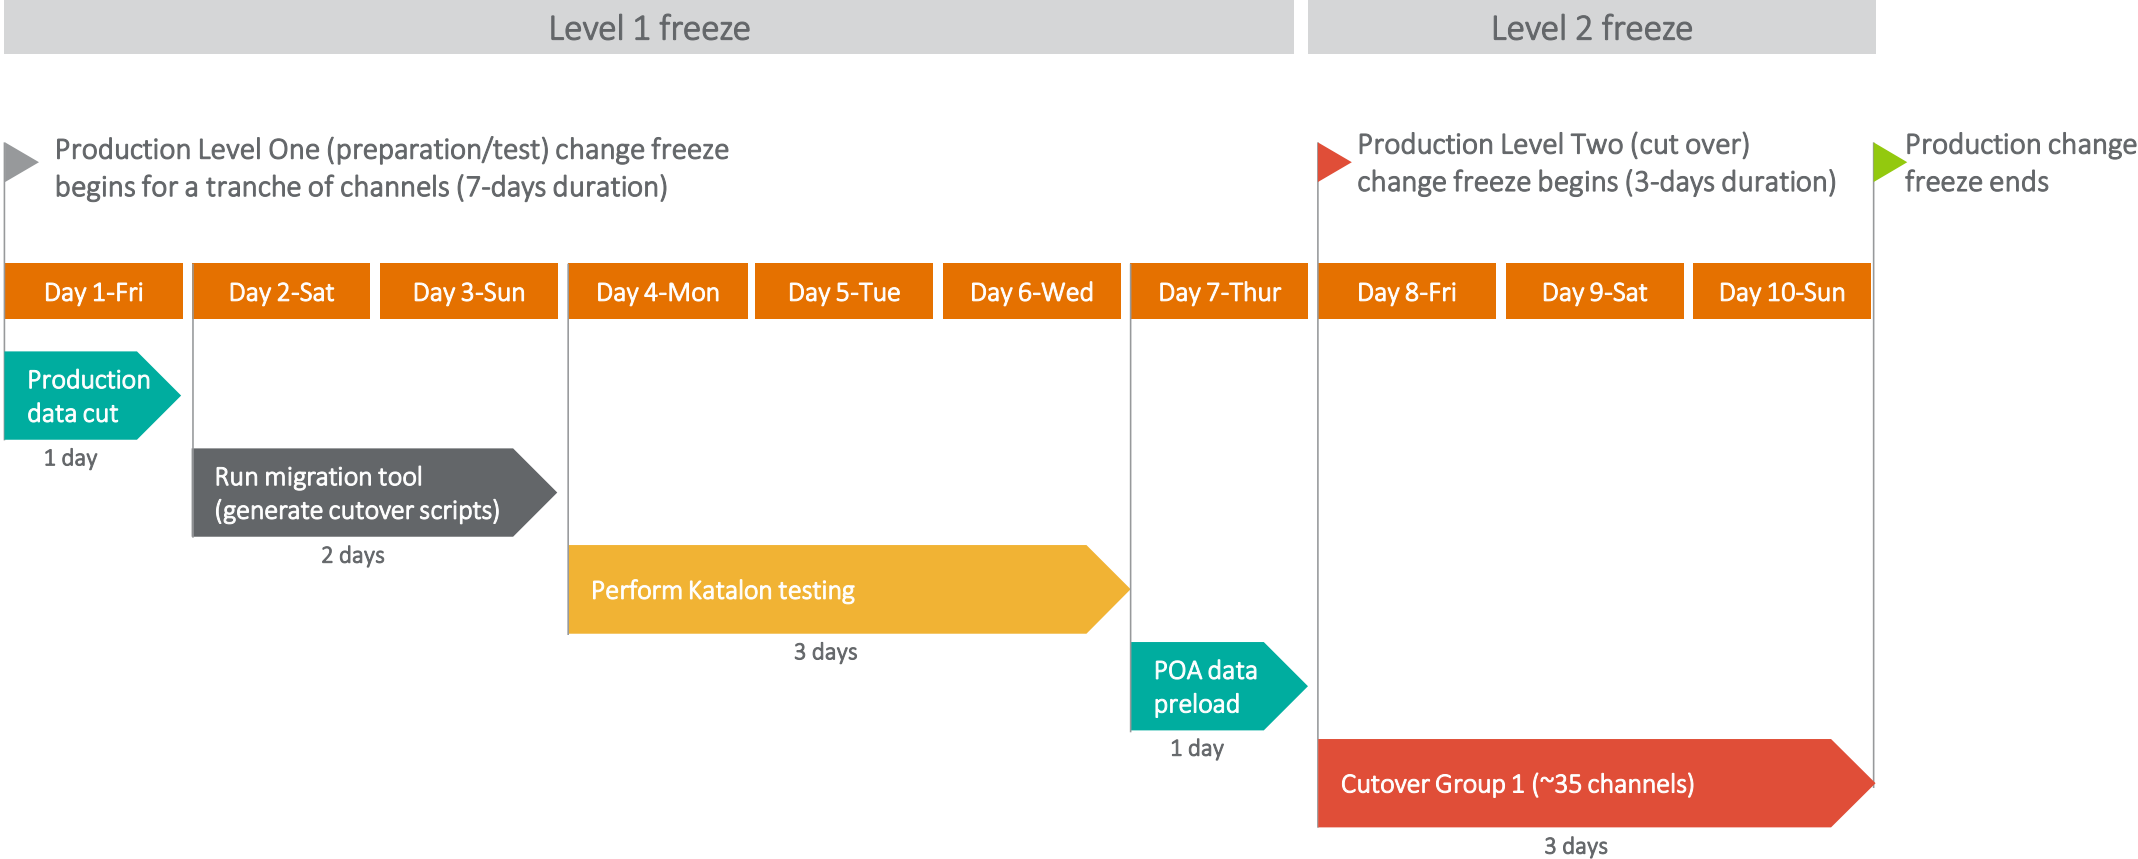 Level 1 freeze
Level 2 freeze
Production Level One (preparation/test) change freeze
begins for a tranche of channels (7-days duration)
Production Level Two (cut over)
change freeze begins (3-days duration)
Production change
freeze ends
Day 1-Fri
Day 2-Sat
Day 3-Sun
Day 4-Mon
Day 5-Tue
Day 6-Wed
Day 7-Thur
Day 8-Fri
Day 9-Sat
Day 10-Sun
Production
data cut
1 day
Run migration tool
(generate cutover scripts)
2 days
Perform Katalon testing
3 days
POA data
preload
1 day
Cutover Group 1 (~35 channels)
3 days